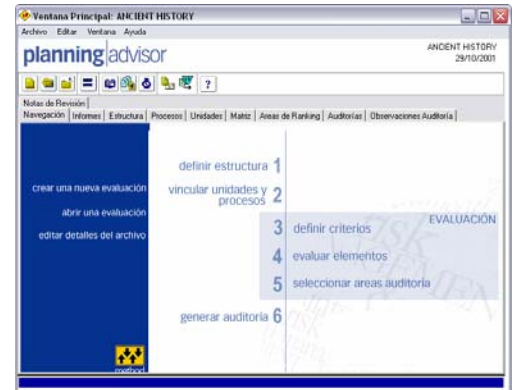 Ventana Principal: ANCIENT HISTORY
Archivo Editar Ventana Ayuda
planning advisor
ANCIENT HISTORY
29/10/2001
?
Notas de Revisión
Navegación Informes Estructura Procesos Unidades Matriz Areas de Ranking Auditorías Observaciones Auditoría
definir estructura 1
crear una nueva evaluación
vincular unidades y procesos 2
abrir una evaluación
EVALUACIÓN
3 definir criterios
editar detalles del archivo
4 evaluar elementos
5 seleccionar areas auditoria
generar auditoria 6
method